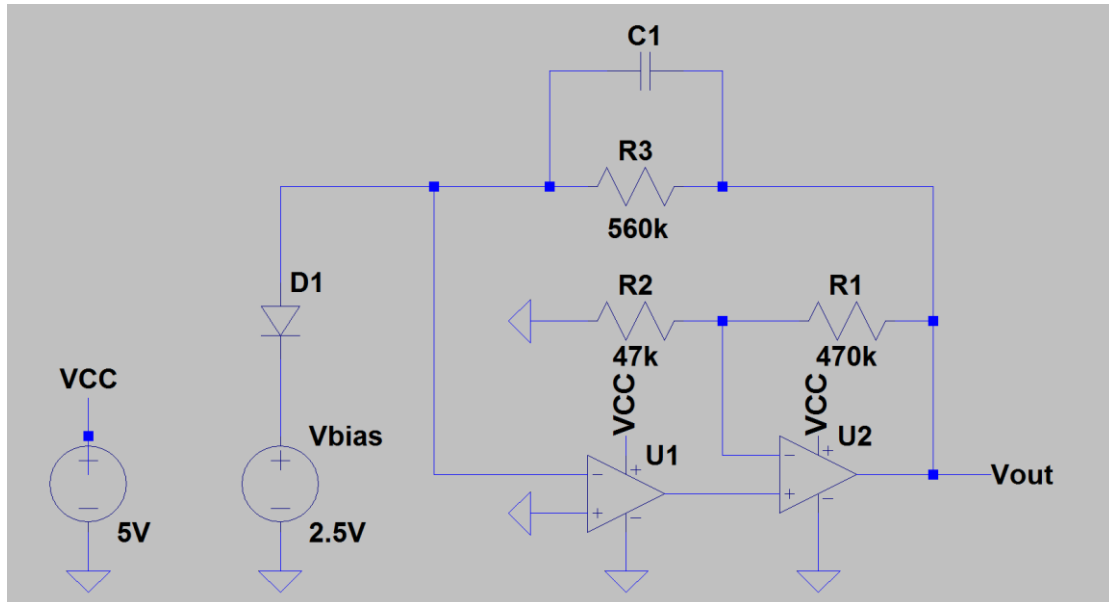 C1
R3
560k
D1
R2
R1
47k
470k
VCC
VCC
VCC
Vbias
U1
U2
Vout
5V
2.5V